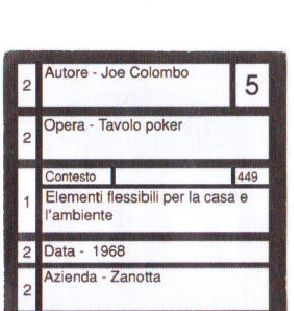 2 Autore - Joe Colombo 5
2 Opera - Tavolo poker
Contesto 449
1 Elementi flessibili per la casa e
l'ambiente
2 Data - 1968
2 Azienda - Zanotta